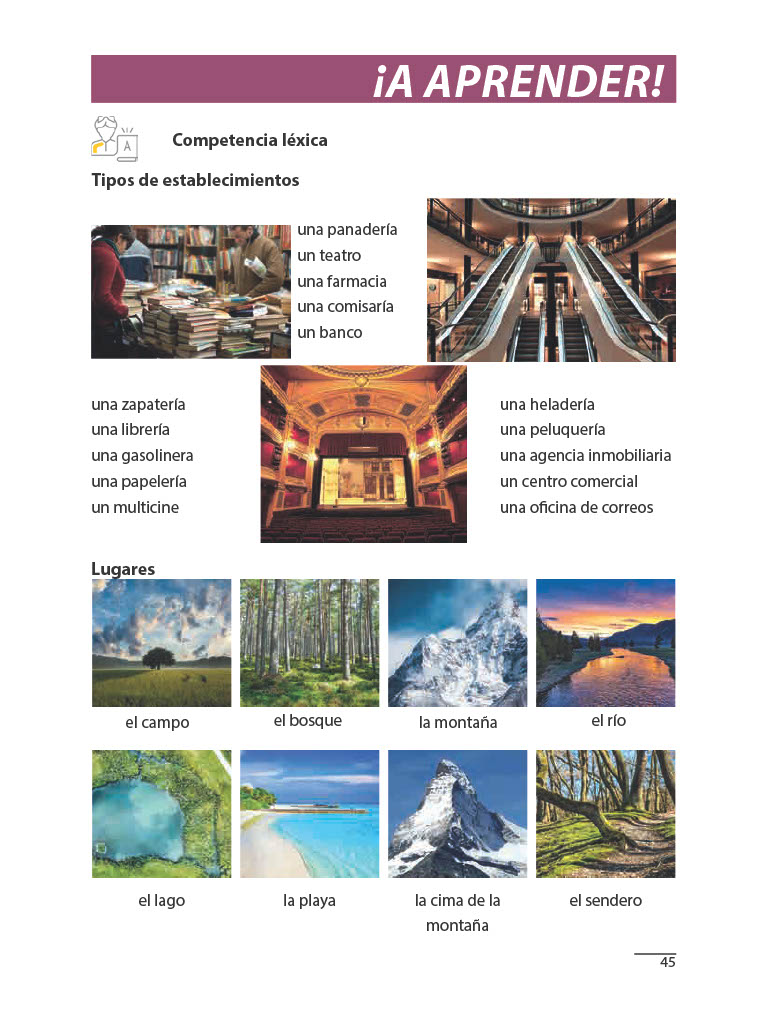 ¡A APRENDER!
A
Competencia léxica
Tipos de establecimientos
una panadería
un teatro
una farmacia
una comisaría
un banco
una zapatería
una librería
una gasolinera
una papelería
un multicine
una heladería
una peluquería
una agencia inmobiliaria
un centro comercial
una oficina de correos
Lugares
el campo
el bosque
la montaña
el río
el lago
la playa
la cima de la
montaña
el sendero
45